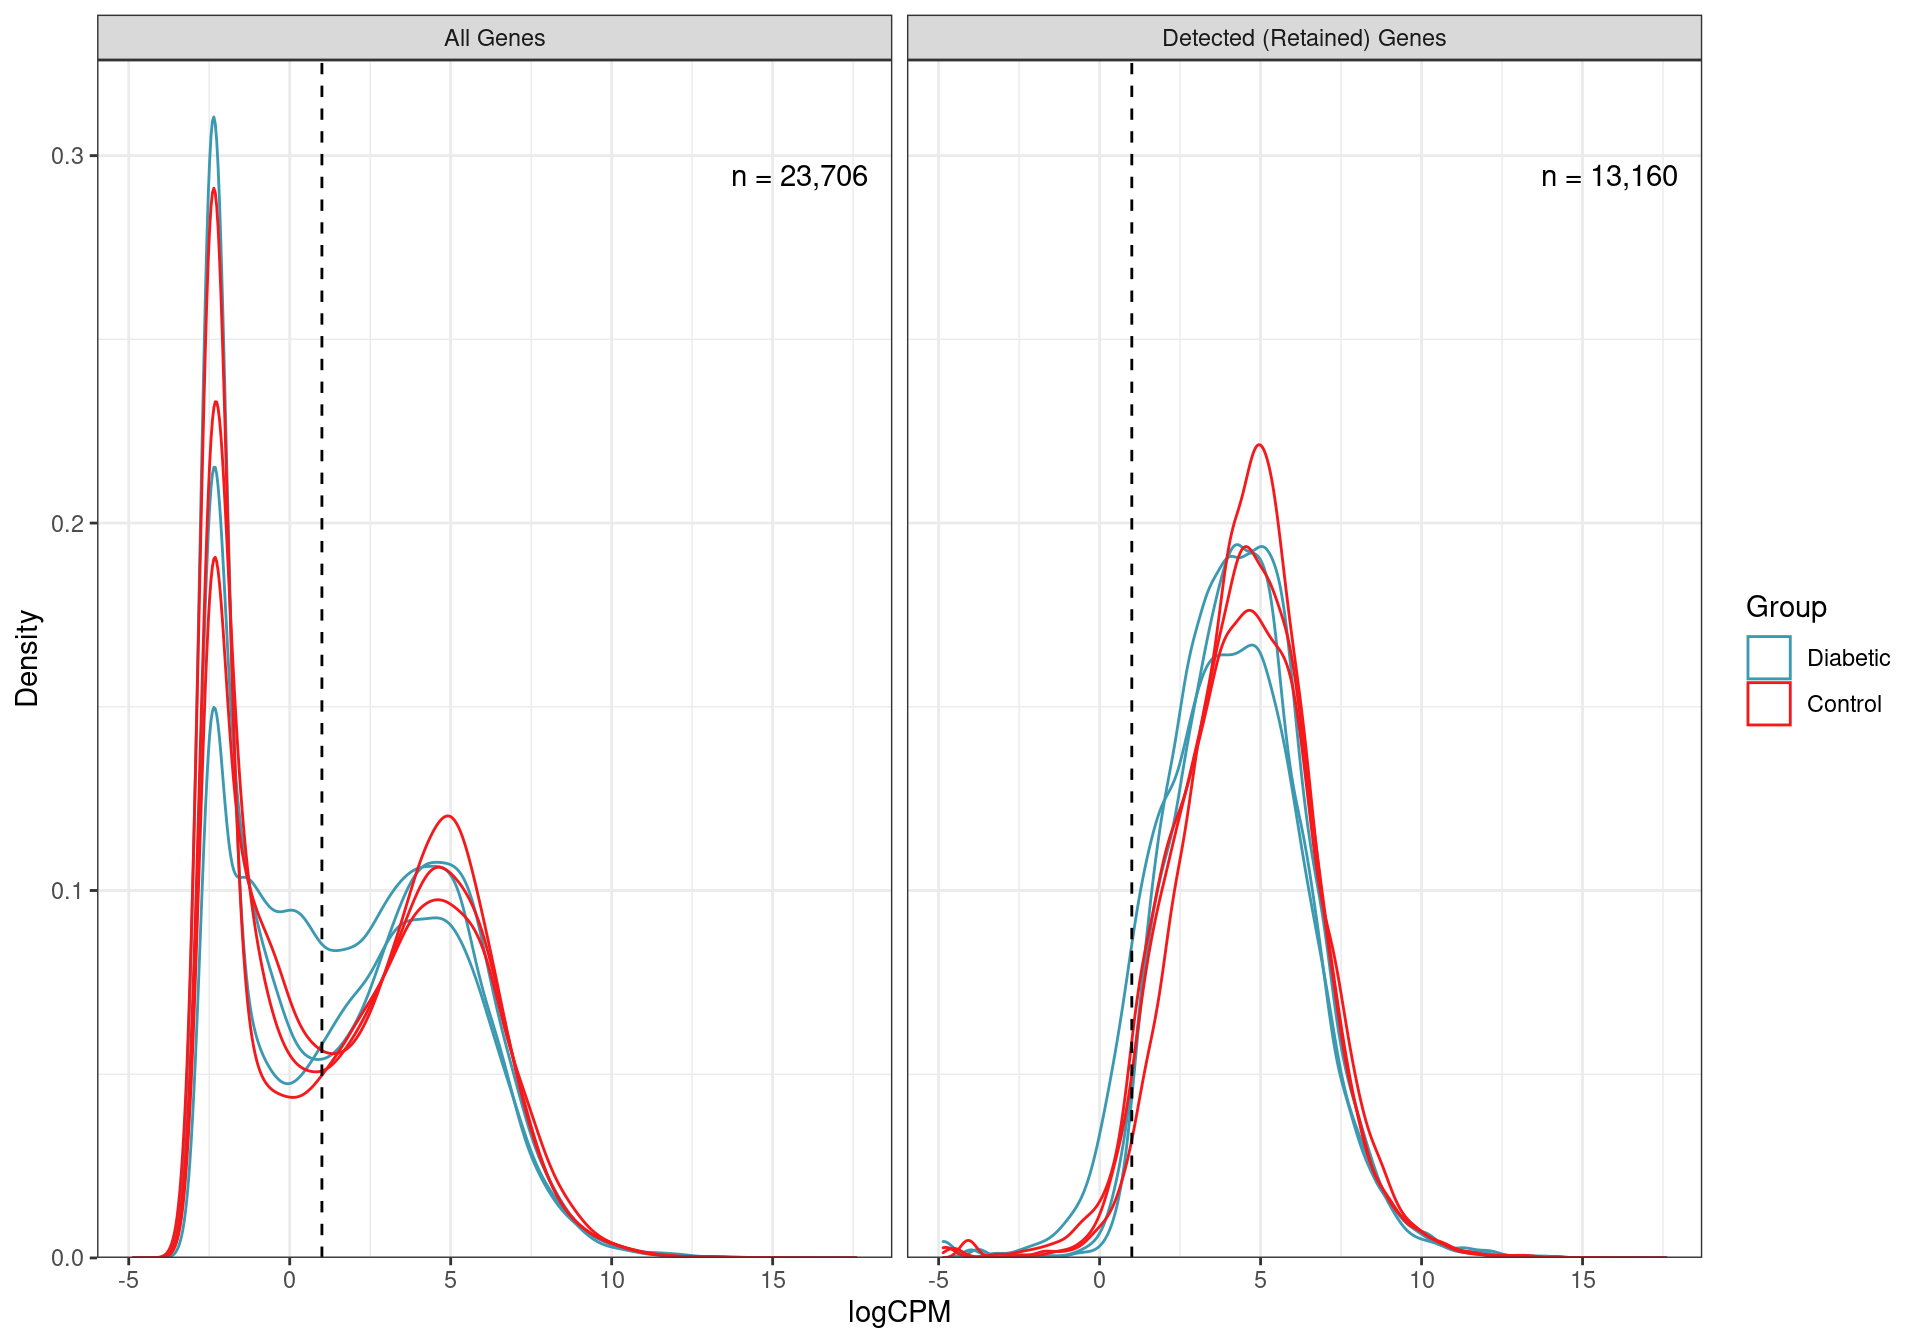 All Genes
Detected (Retained) Genes
n = 23,706
n = 13,160
Density
0.3
0.2
0.1
0.0
-5 0 5 10 15
-5 0 5 10 15
logCPM
Group
Diabetic
Control